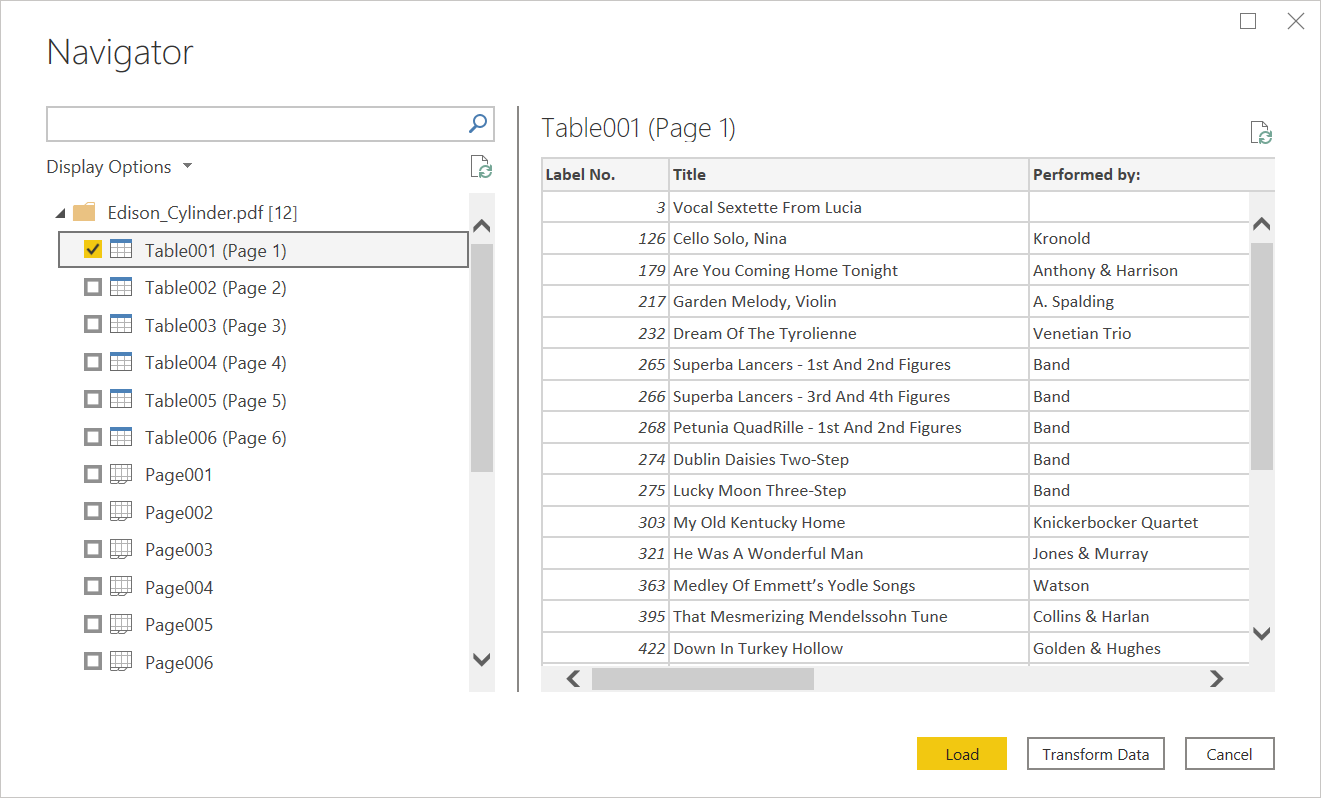 Navigator
Display Options
Edison_Cylinder.pdf [12]
Table001 (Page 1)
Table002 (Page 2)
Table003 (Page 3)
Table004 (Page 4)
Table005 (Page 5)
Table006 (Page 6)
Page001
Page002
Page003
Page004
Page005
Page006
Table001 (Page 1)
Label No. Title Performed by:
3 Vocal Sextette From Lucia
126 Cello Solo, Nina Kronold
179 Are You Coming Home Tonight Anthony & Harrison
217 Garden Melody, Violin A. Spalding
232 Dream Of The Tyrolienne Venetian Trio
265 Superba Lancers - 1st And 2nd Figures Band
266 Superba Lancers - 3rd And 4th Figures Band
268 Petunia QuadRille - 1st And 2nd Figures Band
274 Dublin Daisies Two-Step Band
275 Lucky Moon Three-Step Band
303 My Old Kentucky Home Knickerbocker Quartet
321 He Was A Wonderful Man Jones & Murray
363 Medley Of Emmett’s Yodle Songs Watson
395 That Mesmerizing Mendelssohn Tune Collins & Harlan
422 Down In Turkey Hollow Golden & Hughes
Load Transform Data Cancel